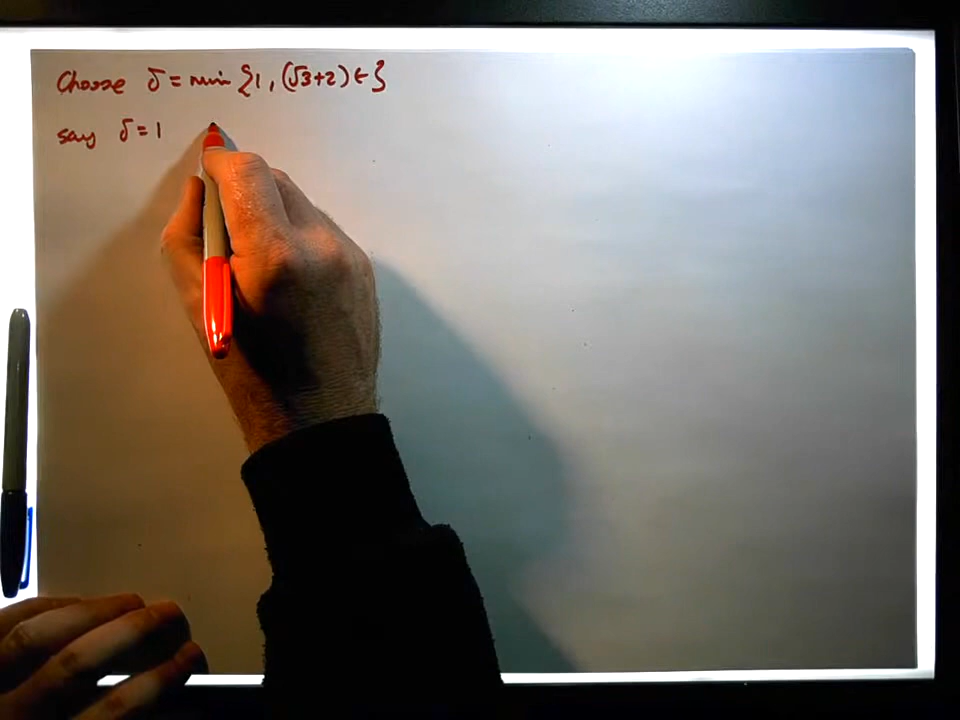 Choose δ = min {1, (√3+2) ϵ}
say δ = 1